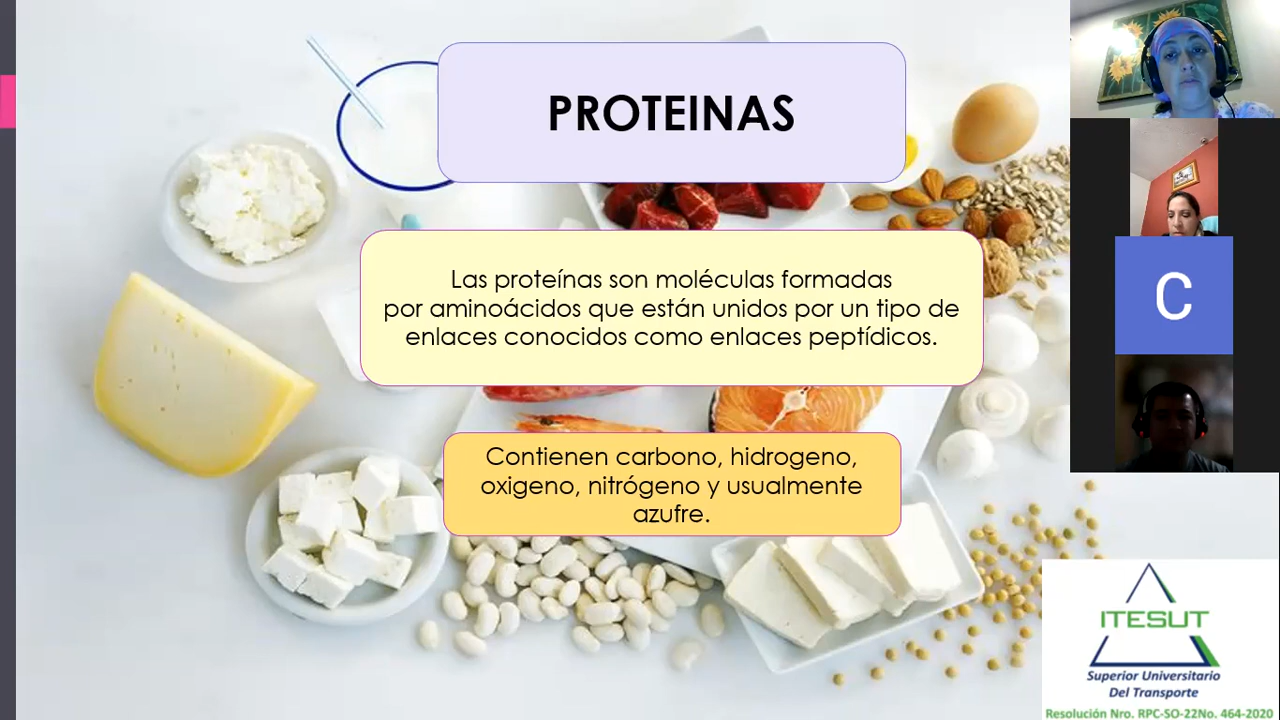 PROTEINAS
Las proteínas son moléculas formadas
por aminoácidos que están unidos por un tipo de
enlaces conocidos como enlaces peptídicos.
Contienen carbono, hidrogeno,
oxigeno, nitrógeno y usualmente
azufre.
C
ITESUT
Superior Universitario
Del Transporte
Resolución Nro. RPC-SO-22No. 464-2020